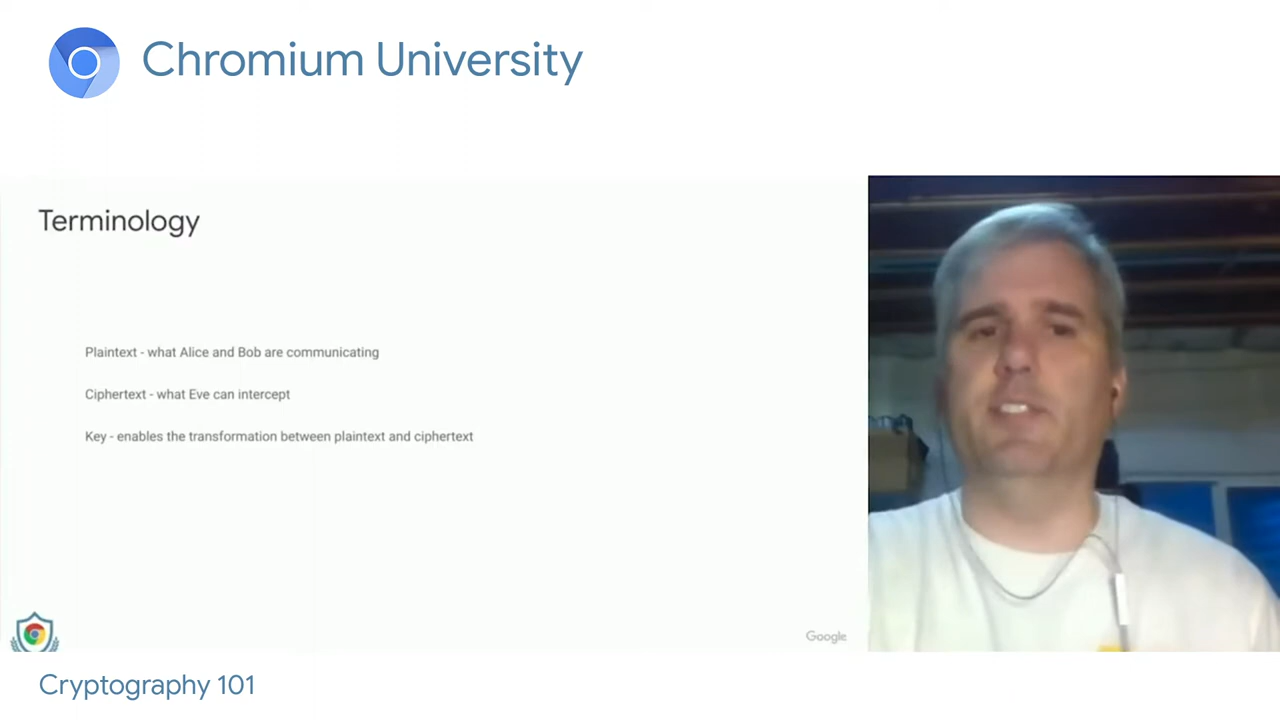 Chromium University
Terminology
Plaintext - what Alice and Bob are communicating
Ciphertext - what Eve can intercept
Key - enables the transformation between plaintext and ciphertext
Google
Cryptography 101